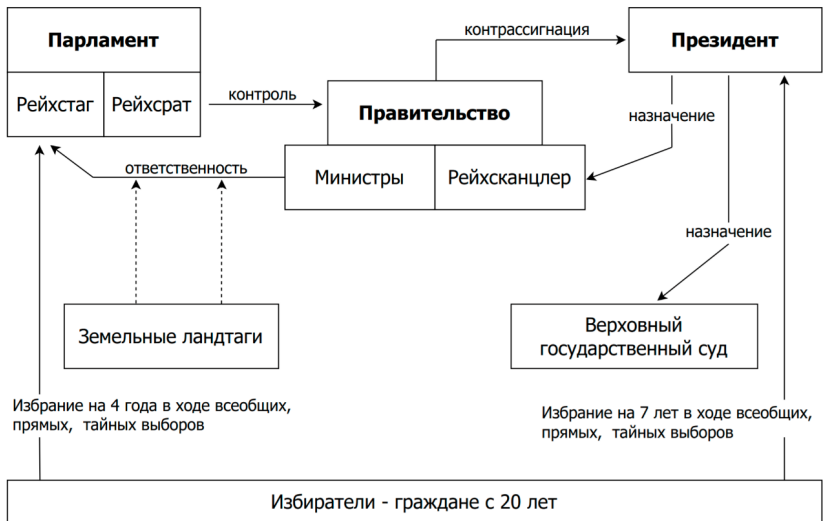 Парламент
Рейхстаг
Рейхсрат
контроль
контрассигнация
Президент
Правительство
Министры
Рейхсканцлер
назначение
ответственность
назначение
Земельные ландтаги
Верховный
государственный суд
Избрание на 4 года в ходе всеобщих,
прямых, тайных выборов
Избрание на 7 лет в ходе всеобщих,
прямых, тайных выборов
Избиратели - граждане с 20 лет